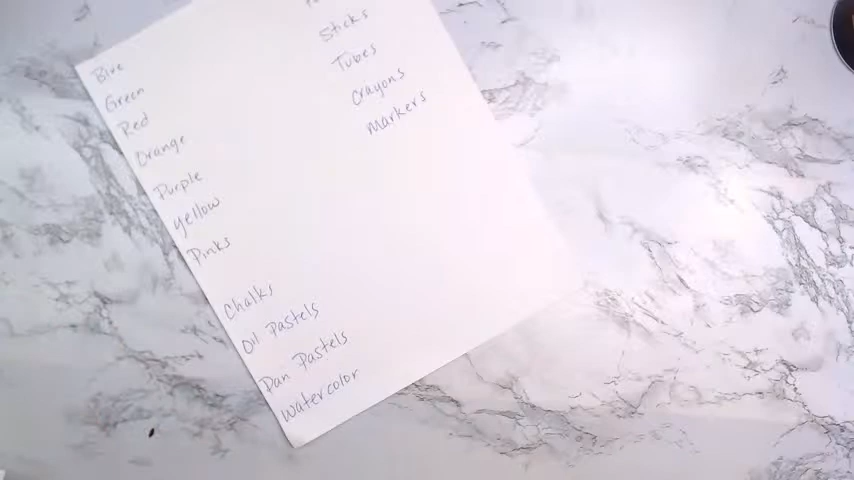 Blue
Green
Red
Orange
Purple
Yellow
Pinks
Chalks
Oil Pastels
Pan Pastels
Watercolor
Sticks
Tubes
Crayons
Markers